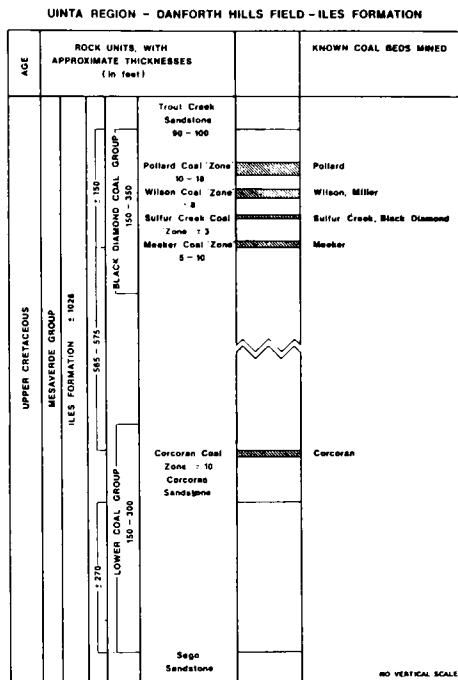 UINTA REGION - DANFORTH HILLS FIELD - ILES FORMATION
AGE
ROCK UNITS, WITH
APPROXIMATE THICKNESSES
(in feet)
KNOWN COAL BEDS MINED
UPPER CRETACEOUS
MESAVERDE GROUP
ILES FORMATION ± 1028
± 150
565 - 575
± 270
BLACK DIAMOND COAL GROUP
150 - 350
LOWER COAL GROUP
150 - 300
Trout Creek
Sandstone
90 - 100
Pollard Coal Zone
10 - 18
Pollard
Wilson Coal Zone
8
Wilson, Miller
Sulfur Creek Coal
Zone ± 3
Sulfur Creek, Black Diamond
Meeker Coal Zone
5 - 10
Meeker
Corcoran Coal
Zone ± 10
Corcoran
Corcoran
Sandstone
Sego
Sandstone
NO VERTICAL SCALE